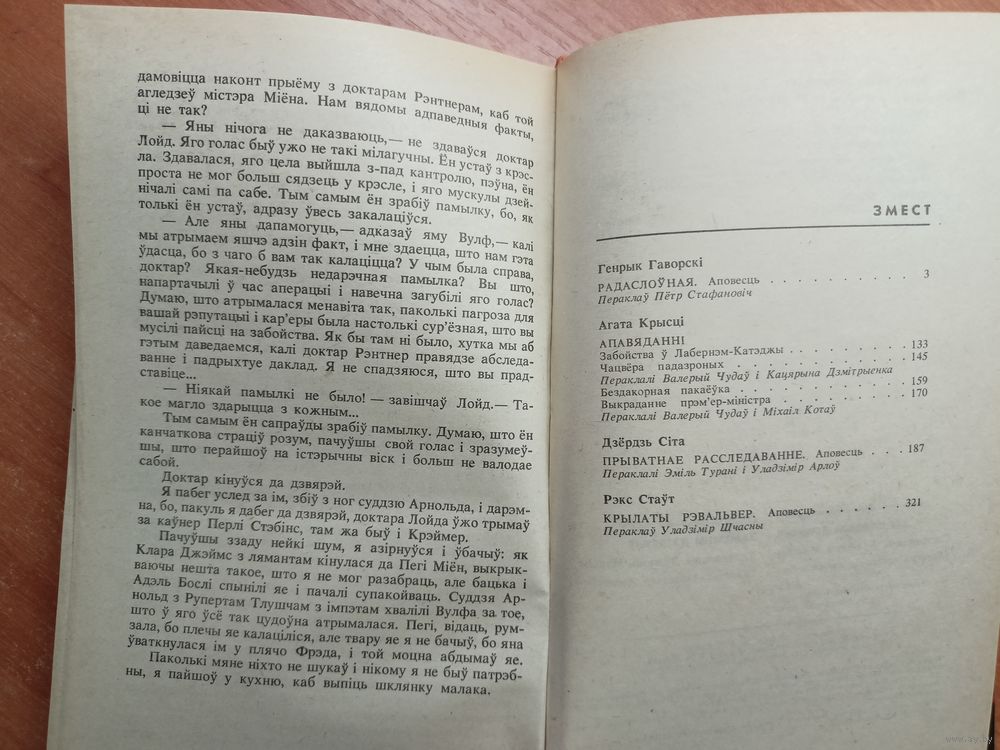 дамовіцца наконт прыёму з доктарам Рэнтнерам, каб той
агледзеў містэра Міёна. Нам вядомы адпаведныя факты,
ці не так?
— Яны нічога не даказваюць,— не здаваўся доктар
Лойд. Яго голас быў ужо не такі мілагучны. Ён устаў з крэс-
ла. Здавалася, яго цела выйшла з-пад кантролю, пэўна, ён
проста не мог больш сядзець у крэсле, і яго мускулы дзей-
нічалі самі па сабе. Тым самым ён зрабіў памылку, бо, як
толькі ён устаў, адразу ўвесь закалаціўся.
— Але яны дапамогуць,— адказаў яму Вулф,— калі
мы атрымаем яшчэ адзін факт, і мне здаецца, што нам гэта
ўдасца, бо з чаго б вам так калаціцца? У чым была справа,
доктар? Якая-небудзь недарэчная памылка? Вы што,
напартачылі ў час аперацыі і навечна загубілі яго голас?
Думаю, што атрымалася менавіта так, паколькі пагроза для
вашай рэпутацыі і кар'еры была настолькі сур'ёзная, што вы
мусілі пайсці на забойства. Як бы там ні было, хутка мы аб
гэтым даведаемся, калі доктар Рэнтнер правядзе абследа-
ванне і падрыхтуе даклад. Я не спадзяюся, што вы прад-
ставіце...
— Ніякай памылкі не было! — завішчаў Лойд.— Та-
кое магло здарыцца з кожным...
Тым самым ён сапраўды зрабіў памылку. Думаю, што ён
канчаткова страціў розум, пачуўшы свой голас і зразумеў-
шы, што перайшоў на істэрычны віск і больш не валодае
сабой.
Доктар кінуўся да дзвярэй.
Я пабег услед за ім, збіў з ног суддзю Арнольда, і дарэм-
на, бо, пакуль я дабег да дзвярэй, доктара Лойда ўжо трымаў
за каўнер Перлі Стэбінс, там жа быў і Крэймер.
Пачуўшы ззаду нейкі шум, я азірнуўся і ўбачыў: як
Клара Джэймс з лямантам кінулася да Пегі Міён, выкрык-
ваючы нешта такое, што я не мог разабраць, але бацька і
Адэль Бослі спынілі яе і пачалі супакойваць. Суддзя Ар-
нольд з Рупертам Тлушчам з імпэтам хвалілі Вулфа за тое,
што ў яго ўсё так цудоўна атрымалася. Пегі, відаць, рум-
зала, бо плечы яе калаціліся, але твару яе я не бачыў, бо яна
ўваткнулася ім у плячо Фрэда, і той моцна абдымаў яе.
Паколькі мяне ніхто не шукаў і нікому я не быў патрэб-
ны, я пайшоў у кухню, каб выпіць шклянку малака.
ЗМЕСТ
Генрык Гаворскі
РАДАСЛОЎНАЯ. Аповесць . . . . . . . . . . . 3
Пераклаў Пётр Стафановіч
Агата Крысці
АПАВЯДАННІ
Забойства ў Лабернэм-Катэджы . . . . . . . . . 133
Чацвёра падазроных . . . . . . . . . . . . 145
Пераклалі Валерый Чудаў і Кацярына Дзмітрыенка
Бездакорная пакаёўка . . . . . . . . . . . 159
Выкраданне прэм'ер-міністра . . . . . . . . . 170
Пераклалі Валерый Чудаў і Міхаіл Котаў
Дзёрдзь Сіта
ПРЫВАТНАЕ РАССЛЕДАВАННЕ. Аповесць . . . 187
Пераклалі Эміль Турані і Уладзімір Арлоў
Рэкс Стаўт
КРЫЛАТЫ РЭВАЛЬВЕР. Аповесць . . . . . . . 321
Пераклаў Уладзімір Шчасны